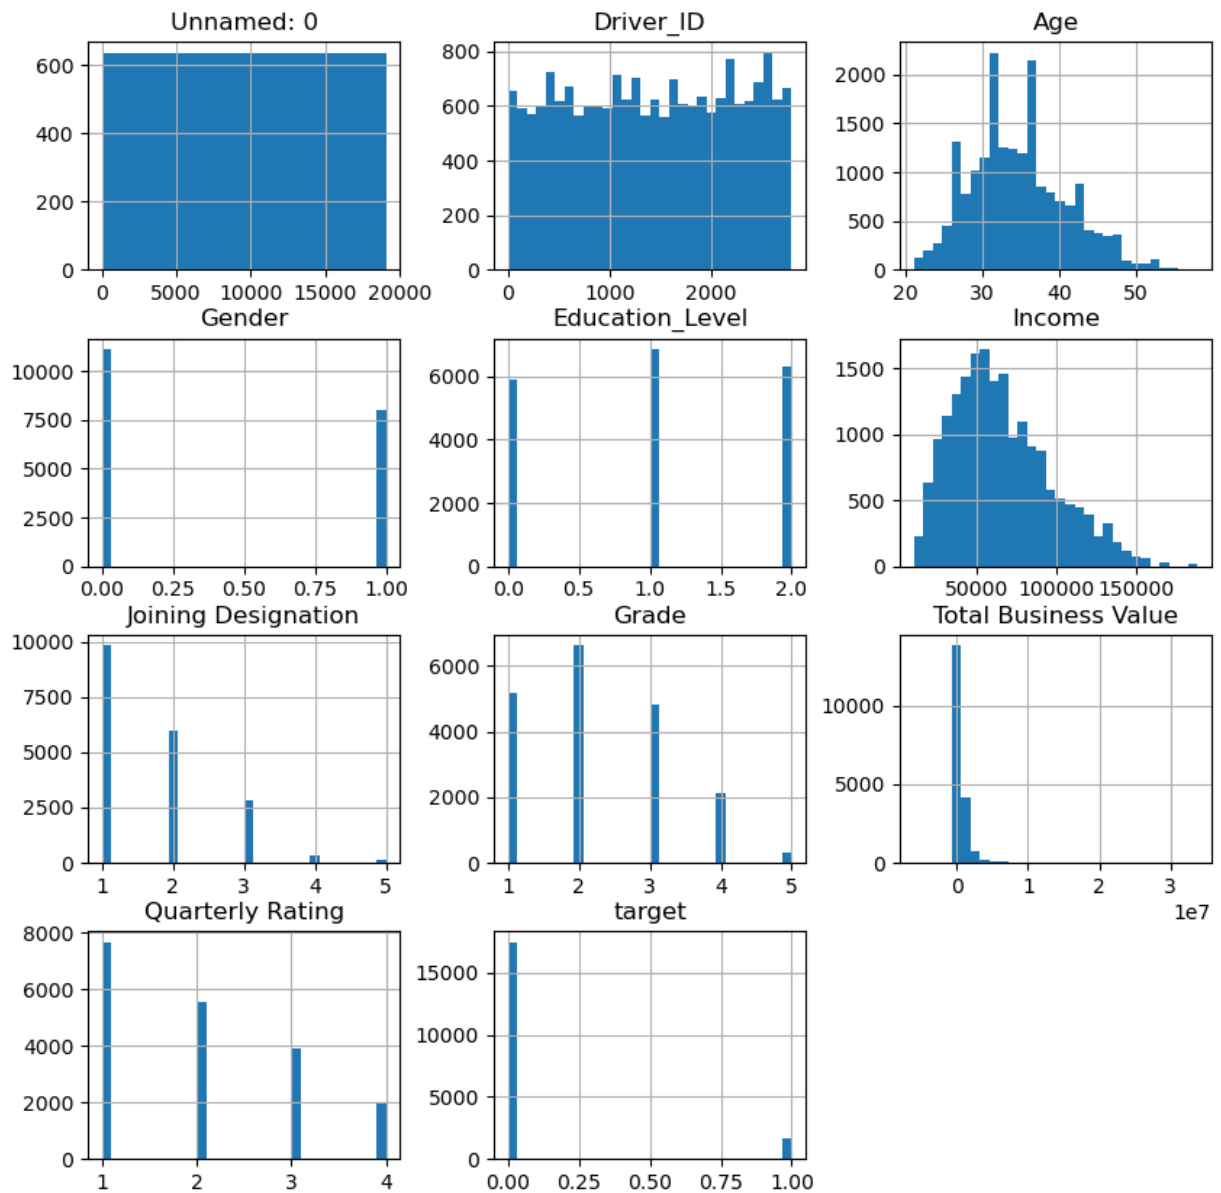 Unnamed: 0
600
400
200
0
0 5000 10000 15000 20000
Driver_ID
800
600
400
200
0
0 1000 2000
Age
2000
1500
1000
500
0
20 30 40 50
Gender
10000
7500
5000
2500
0
0.00 0.25 0.50 0.75 1.00
Education_Level
6000
4000
2000
0
0.0 0.5 1.0 1.5 2.0
Income
1500
1000
500
0
50000 100000 150000
Joining Designation
10000
7500
5000
2500
0
1 2 3 4 5
Grade
6000
4000
2000
0
1 2 3 4 5
Total Business Value
10000
5000
0
0 1 2 3
1e7
Quarterly Rating
8000
6000
4000
2000
0
1 2 3 4
target
15000
10000
5000
0
0.00 0.25 0.50 0.75 1.00